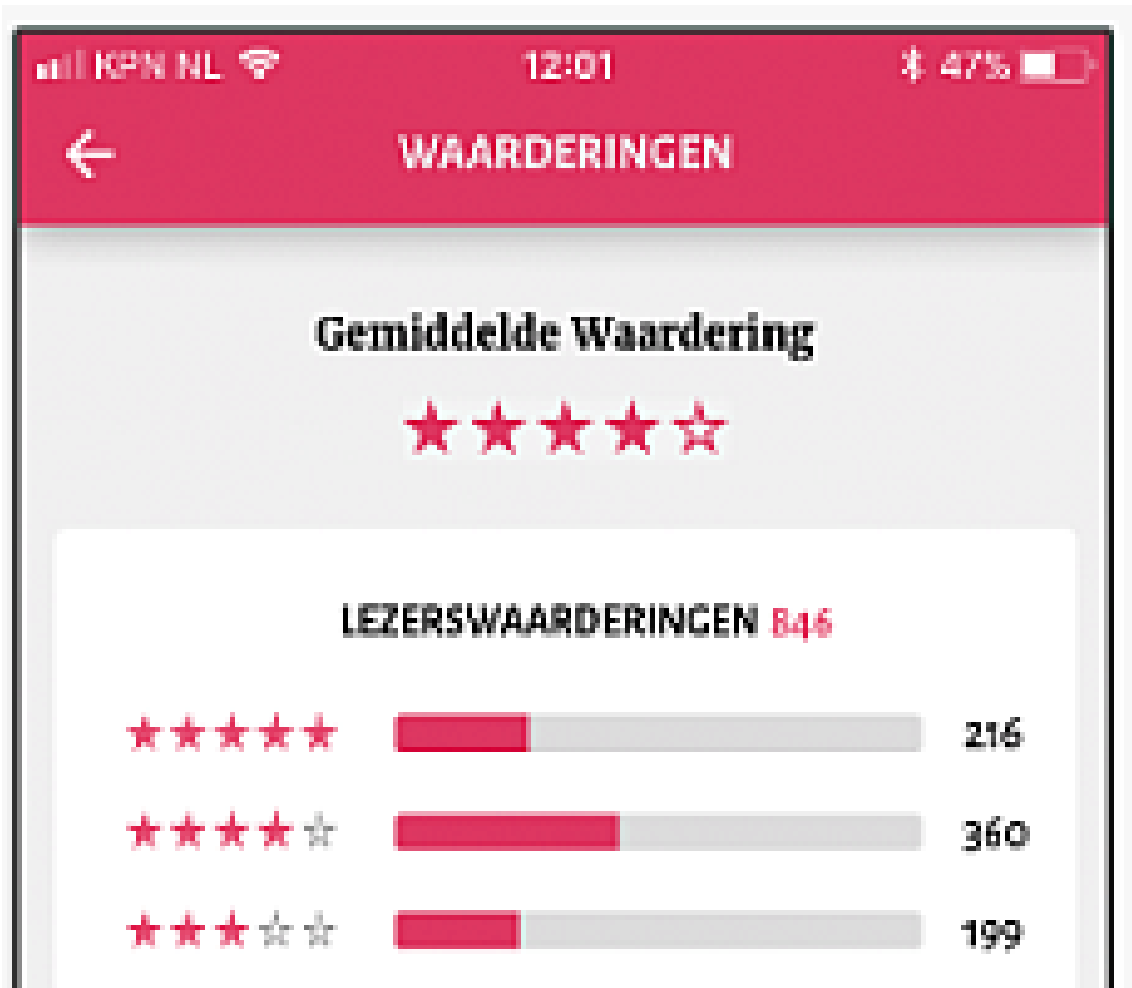 KPN NL 12:01 47%
WAARDERINGEN
Gemiddelde Waardering
LEZERSWAARDERINGEN 846
216
360
199